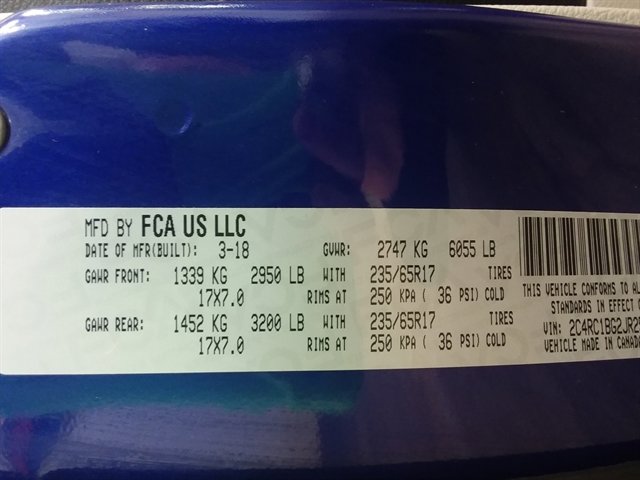 MFD BY FCA US LLC
DATE OF MFR(BUILT): 3-18 GVWR: 2747 KG 6055 LB
GAWR FRONT: 1339 KG 2950 LB WITH 235/65R17 TIRES
17X7.0 RIMS AT 250 KPA ( 36 PSI) COLD
GAWR REAR: 1452 KG 3200 LB WITH 235/65R17 TIRES
17X7.0 RIMS AT 250 KPA ( 36 PSI) COLD
THIS VEHICLE CONFORMS TO
STANDARDS IN EFFECT
VIN: 2C4RC1BG2JR2
VEHICLE MADE IN CANADA